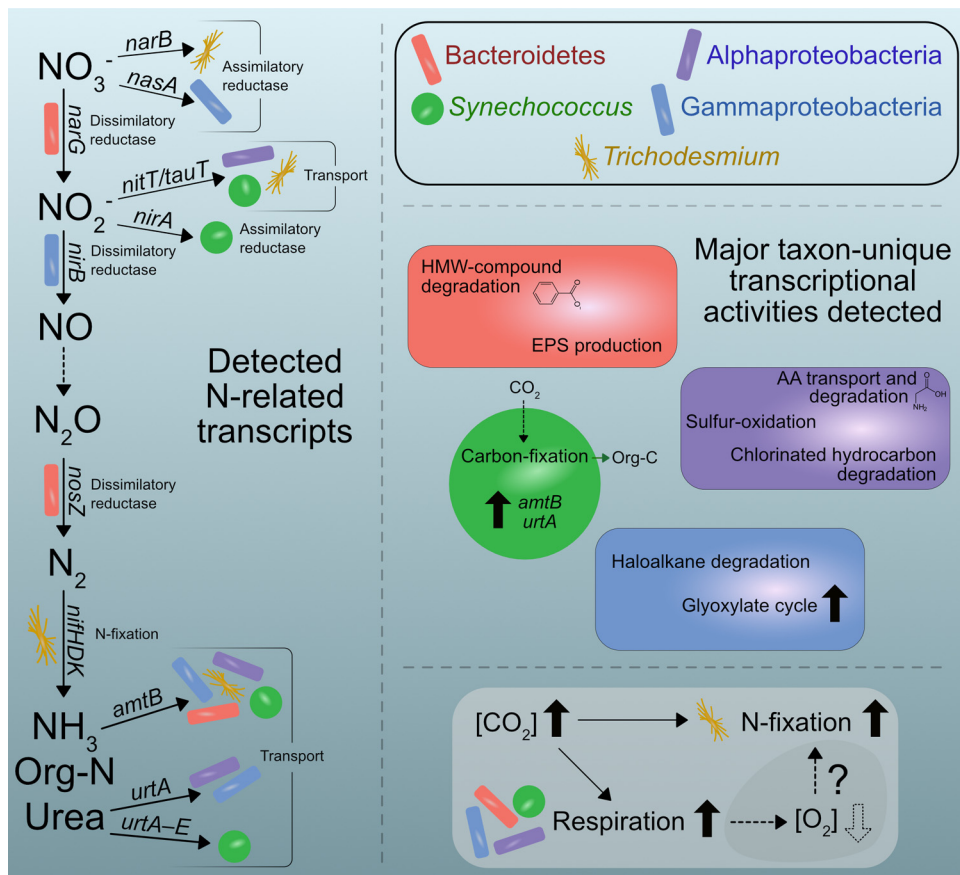 narB
NO3-
nasA
Assimilatory
reductase
narG
Dissimilatory
reductase
nitT/tauT
Transport
NO2-
nirA
Assimilatory
reductase
nirB
Dissimilatory
reductase
NO
N2O
nosZ
Dissimilatory
reductase
N2
nifHDK
N-fixation
amtB
NH3
Org-N
Transport
urtA
Urea
urtA–E
Detected
N-related
transcripts
Bacteroidetes
Alphaproteobacteria
Synechococcus
Gammaproteobacteria
Trichodesmium
Major taxon-unique
transcriptional
activities detected
HMW-compound
degradation
O
O-
EPS production
AA transport and
degradation
O
OH
NH2
Sulfur-oxidation
Chlorinated hydrocarbon
degradation
CO2
Carbon-fixation
Org-C
amtB
urtA
Haloalkane degradation
Glyoxylate cycle
[CO2]
N-fixation
?
Respiration
[O2]